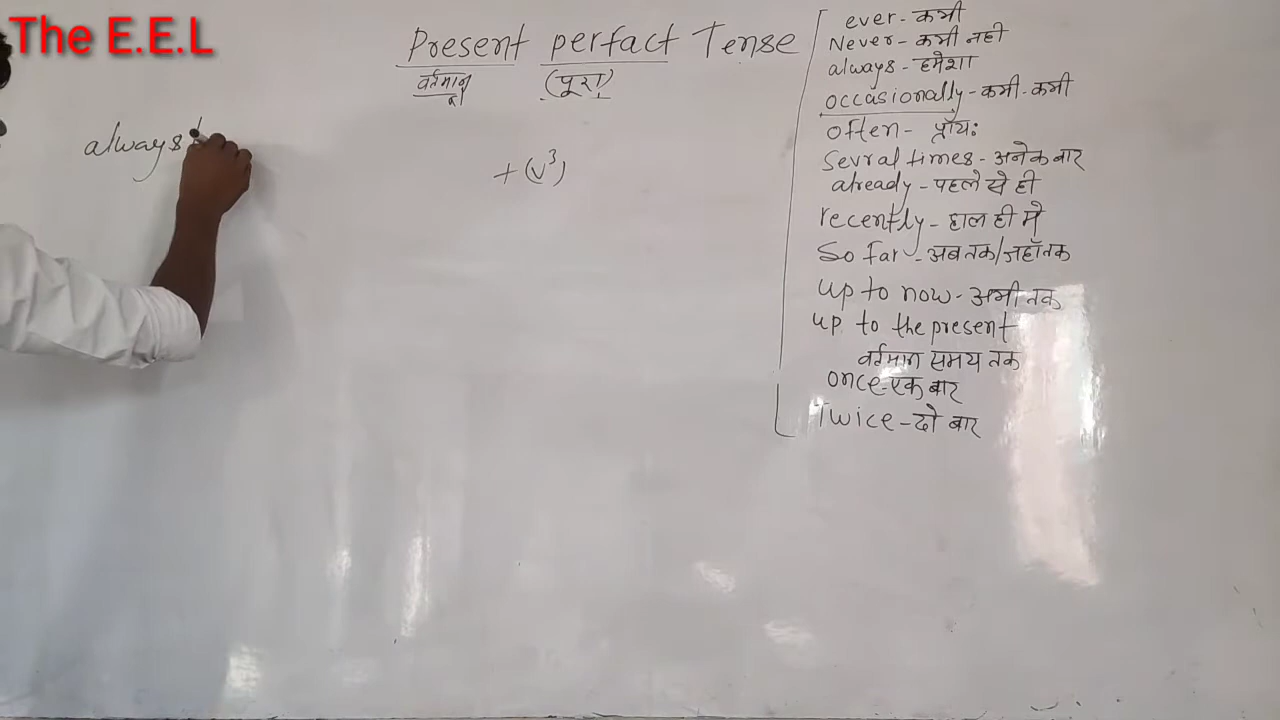 The E.E.L
Present perfact Tense
वर्तमान (पूरा)
always
+ (v³)
ever - कभी
Never - कभी नही
always - हमेशा
occasionally - कभी-कभी
often - प्रॉयः
Sevral times - अनेक बार
already - पहले से ही
recently - हाल ही मे
So far - अब तक/जहॉ तक
up to now - अभी तक
up to the present
वर्तमान समय तक
once - एक बार
Twice - दो बार